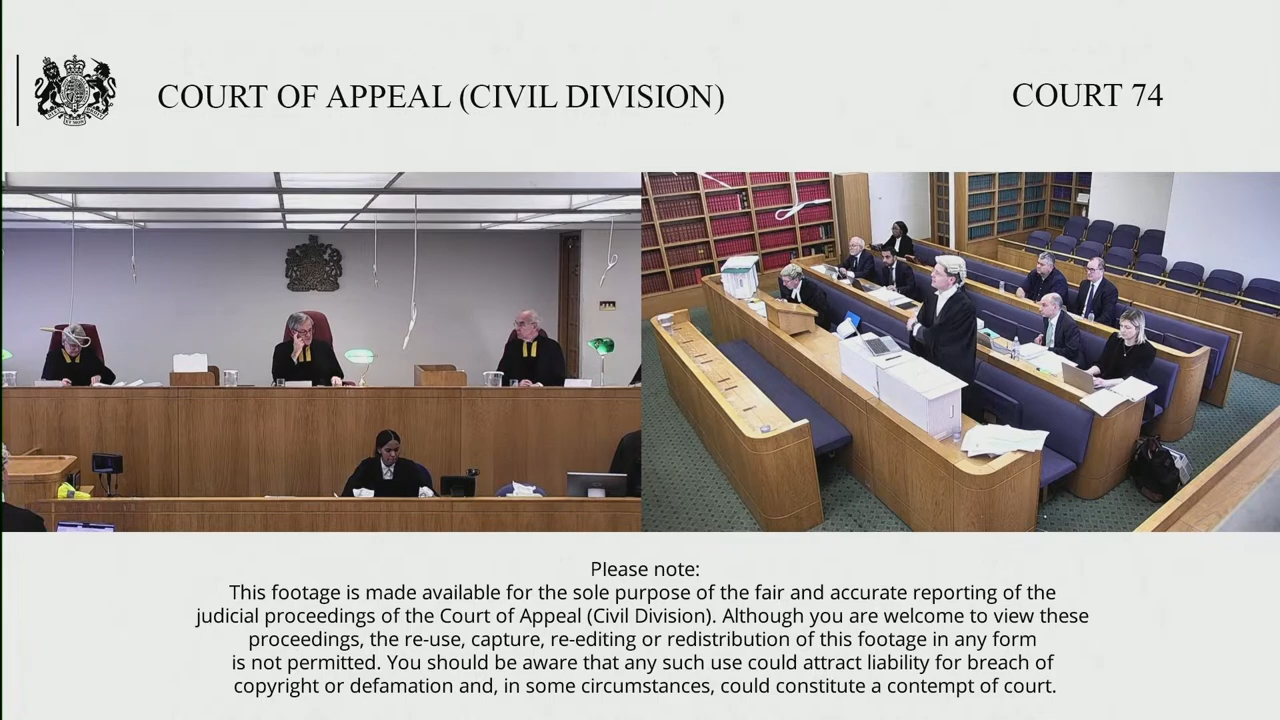 COURT OF APPEAL (CIVIL DIVISION)
COURT 74
Please note:
This footage is made available for the sole purpose of the fair and accurate reporting of the
judicial proceedings of the Court of Appeal (Civil Division). Although you are welcome to view these
proceedings, the re-use, capture, re-editing or redistribution of this footage in any form
is not permitted. You should be aware that any such use could attract liability for breach of
copyright or defamation and, in some circumstances, could constitute a contempt of court.